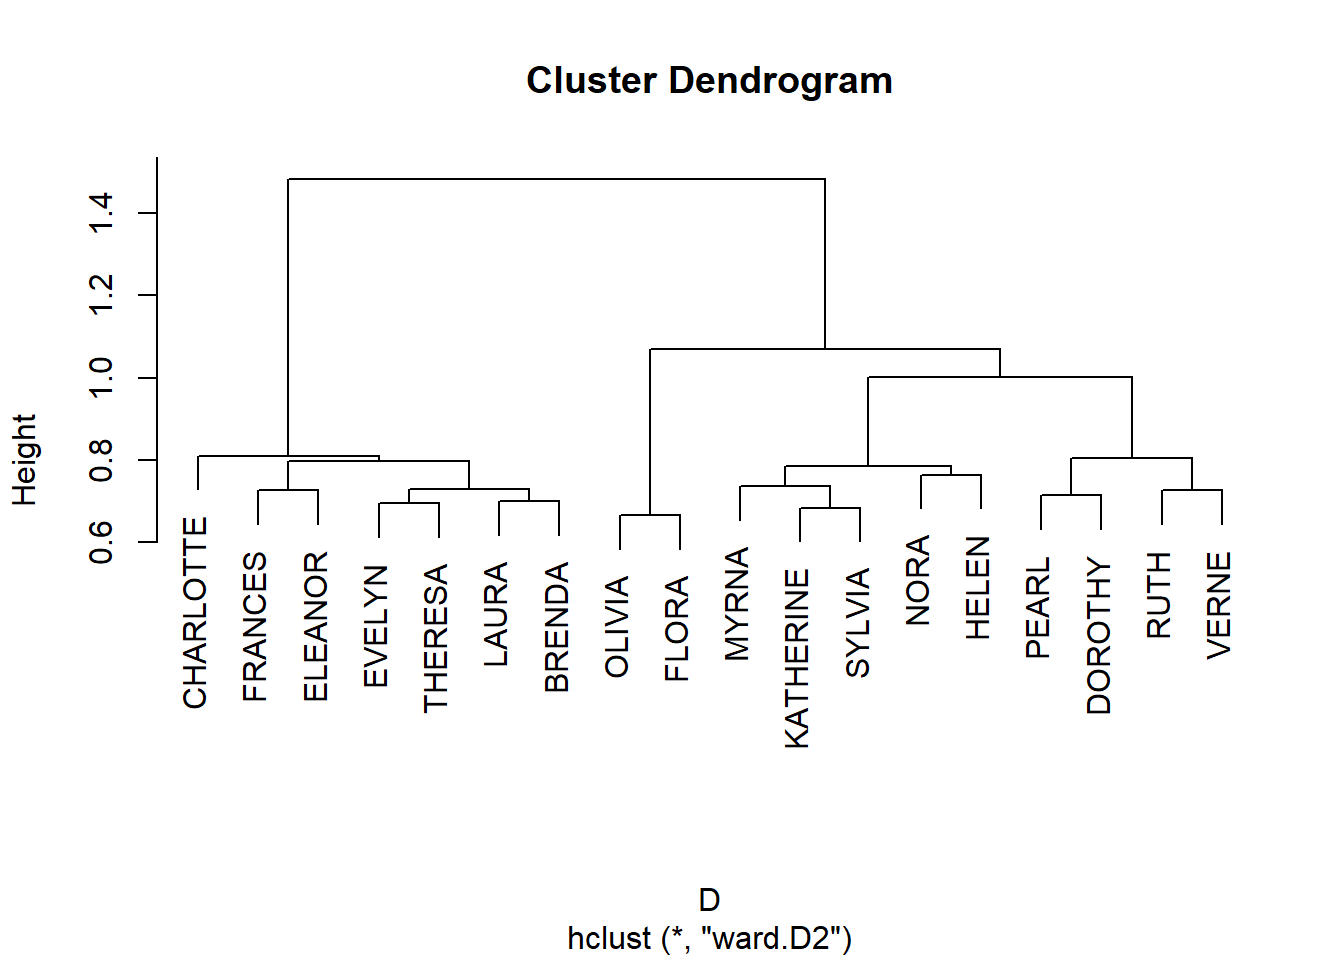 Cluster Dendrogram
Height
1.4
1.2
1.0
0.8
0.6
CHARLOTTE
FRANCES
ELEANOR
EVELYN
THERESA
LAURA
BRENDA
OLIVIA
FLORA
MYRNA
KATHERINE
SYLVIA
NORA
HELEN
PEARL
DOROTHY
RUTH
VERNE
D
hclust (*, "ward.D2")